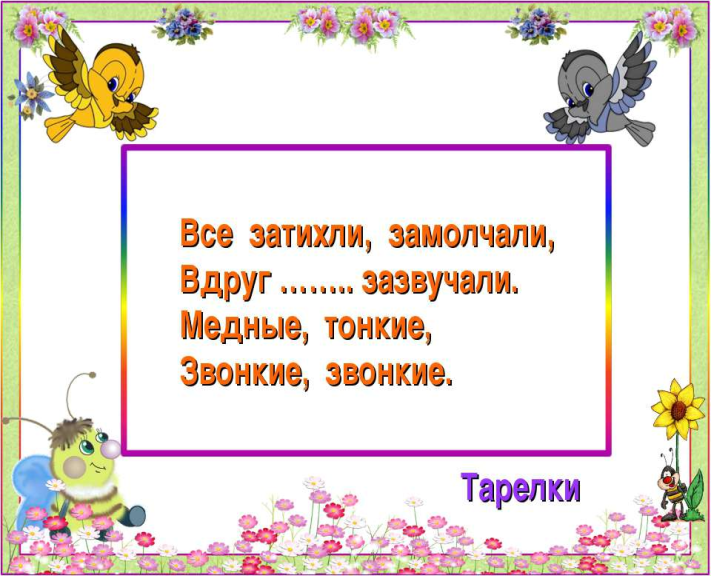 Все затихли, замолчали,
Вдруг …….. зазвучали.
Медные, тонкие,
Звонкие, звонкие.
Тарелки